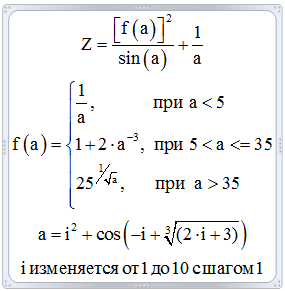 Z = [f(a)]²/sin(a) + 1/a
f(a) = { 1/a, при a < 5
1 + 2·a⁻³, при 5 < a <= 35
25^(1/√a), при a > 35
a = i² + cos(-i + ∛(2·i + 3))
i изменяется от 1 до 10 с шагом 1